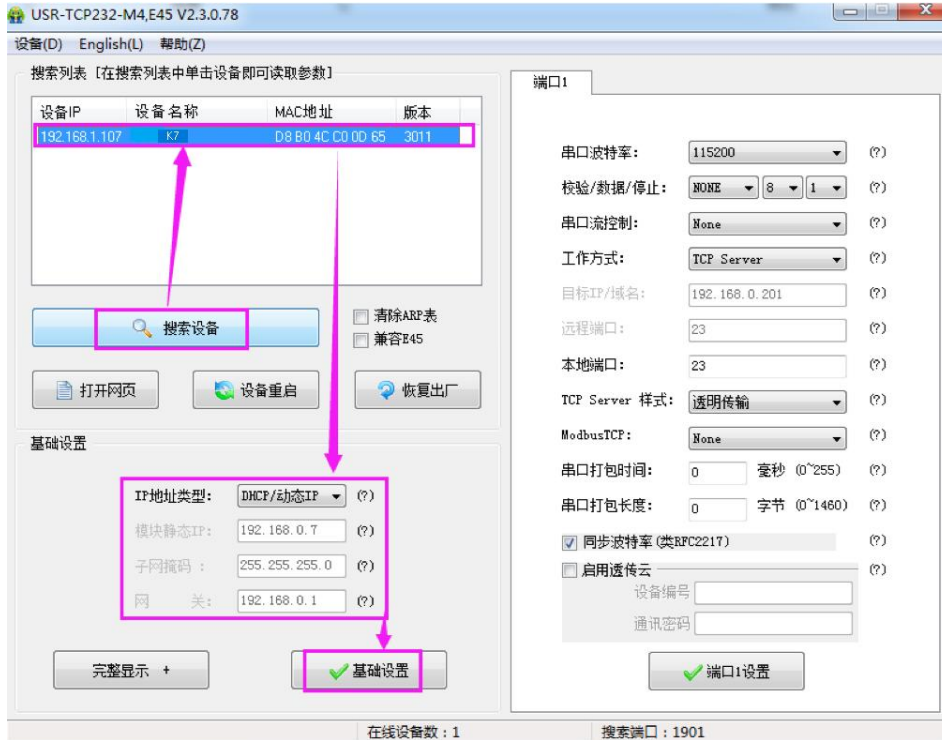 USR-TCP232-M4,E45 V2.3.0.78
设备(D) English(L) 帮助(Z)
搜索列表 [在搜索列表中单击设备即可读取参数]
设备IP 设备名称 MAC地址 版本
192.168.1.107 K7 D8 B0 4C C0 0D 65 3011
搜索设备
清除ARP表
兼容E45
打开网页 设备重启 恢复出厂
基础设置
IP地址类型: DHCP/动态IP (?)
模块静态IP: 192.168.0.7 (?)
子网掩码 : 255.255.255.0 (?)
网 关: 192.168.0.1 (?)
完整显示 + 基础设置
端口1
串口波特率: 115200 (?)
校验/数据/停止: NONE 8 1 (?)
串口流控制: None (?)
工作方式: TCP Server (?)
目标IP/域名: 192.168.0.201 (?)
远程端口: 23 (?)
本地端口: 23 (?)
TCP Server 样式: 透明传输 (?)
ModbusTCP: None (?)
串口打包时间: 0 毫秒 (0~255) (?)
串口打包长度: 0 字节 (0~1460) (?)
同步波特率(类RFC2217) (?)
启用透传云 (?)
设备编号
通讯密码
端口1设置
在线设备数：1 搜索端口：1901